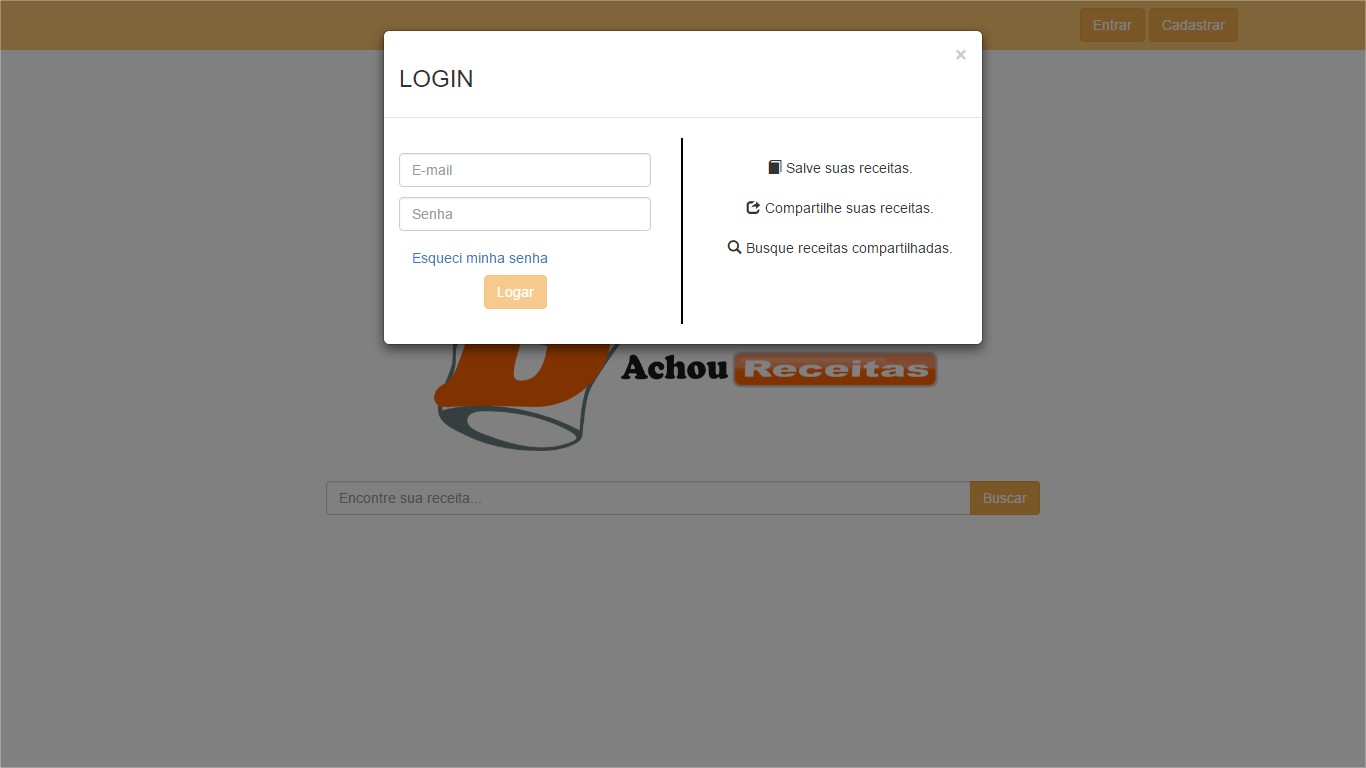 Entrar Cadastrar
×
LOGIN
E-mail
Senha
Esqueci minha senha
Logar
Salve suas receitas.
Compartilhe suas receitas.
Busque receitas compartilhadas.
Achou Receitas
Encontre sua receita... Buscar